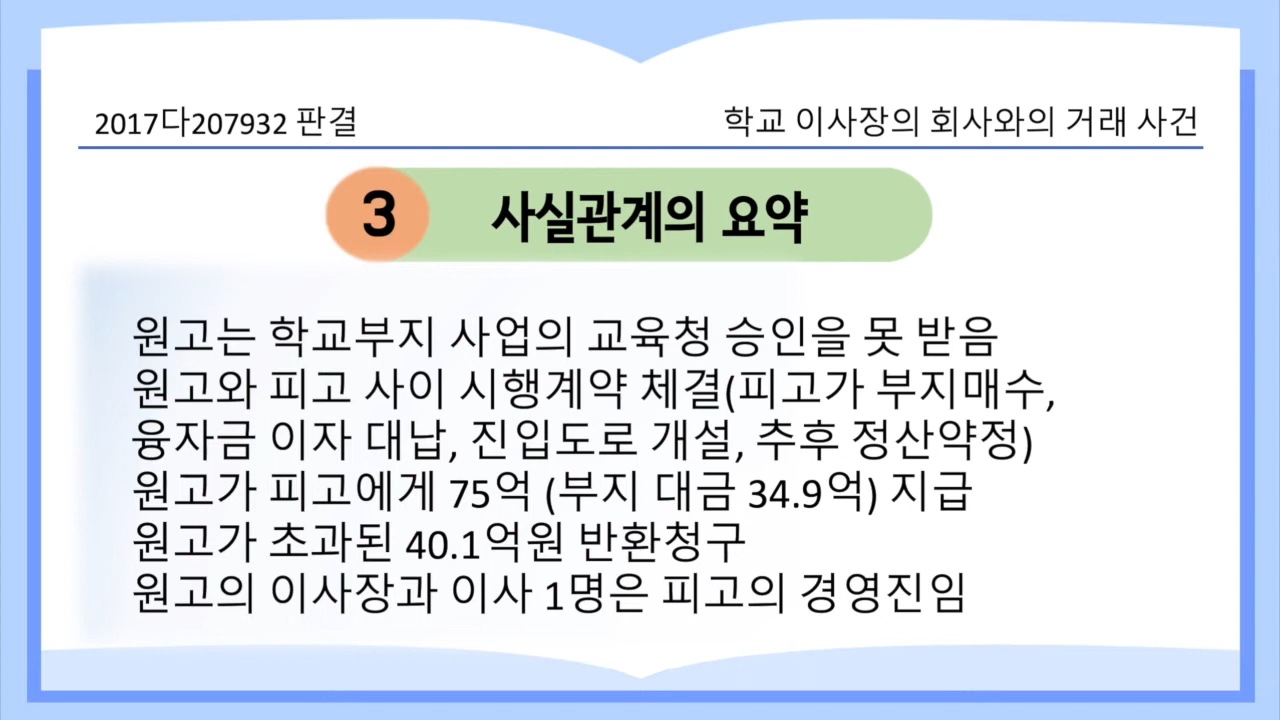 2017다207932 판결
학교 이사장의 회사와의 거래 사건
3 사실관계의 요약
원고는 학교부지 사업의 교육청 승인을 못 받음
원고와 피고 사이 시행계약 체결(피고가 부지매수,
융자금 이자 대납, 진입도로 개설, 추후 정산약정)
원고가 피고에게 75억 (부지 대금 34.9억) 지급
원고가 초과된 40.1억원 반환청구
원고의 이사장과 이사 1명은 피고의 경영진임